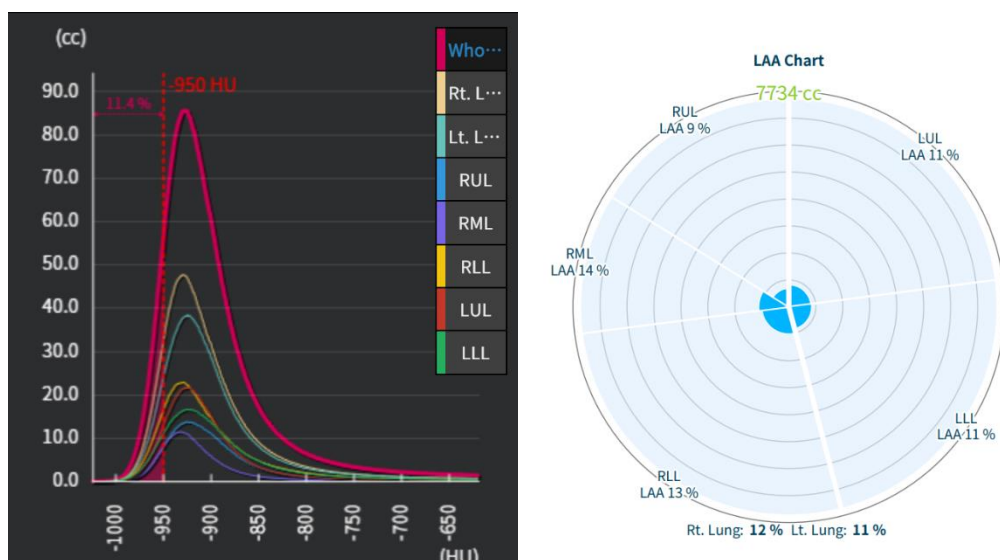 (cc)
90.0
80.0
70.0
60.0
50.0
40.0
30.0
20.0
10.0
0.0
-950 HU
11.4 %
-1000
-950
-900
-850
-800
-750
-700
-650
(HU)
Who…
Rt. L…
Lt. L…
RUL
RML
RLL
LUL
LLL
LAA Chart
7734 cc
RUL
LAA 9 %
LUL
LAA 11 %
RML
LAA 14 %
LLL
LAA 11 %
RLL
LAA 13 %
Rt. Lung: 12 % Lt. Lung: 11 %